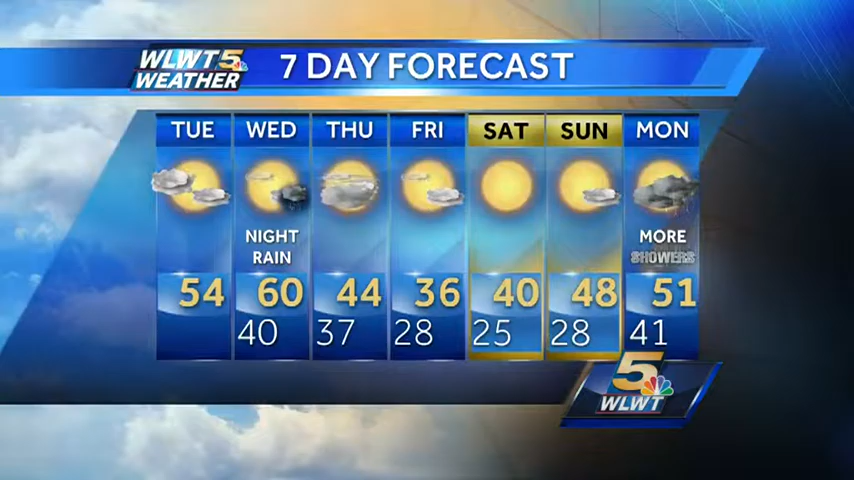 WLWT 5
WEATHER
7 DAY FORECAST
TUE WED THU FRI SAT SUN MON
NIGHT
RAIN
MORE
SHOWERS
54 60 44 36 40 48 51
40 37 28 25 28 41
5
WLWT